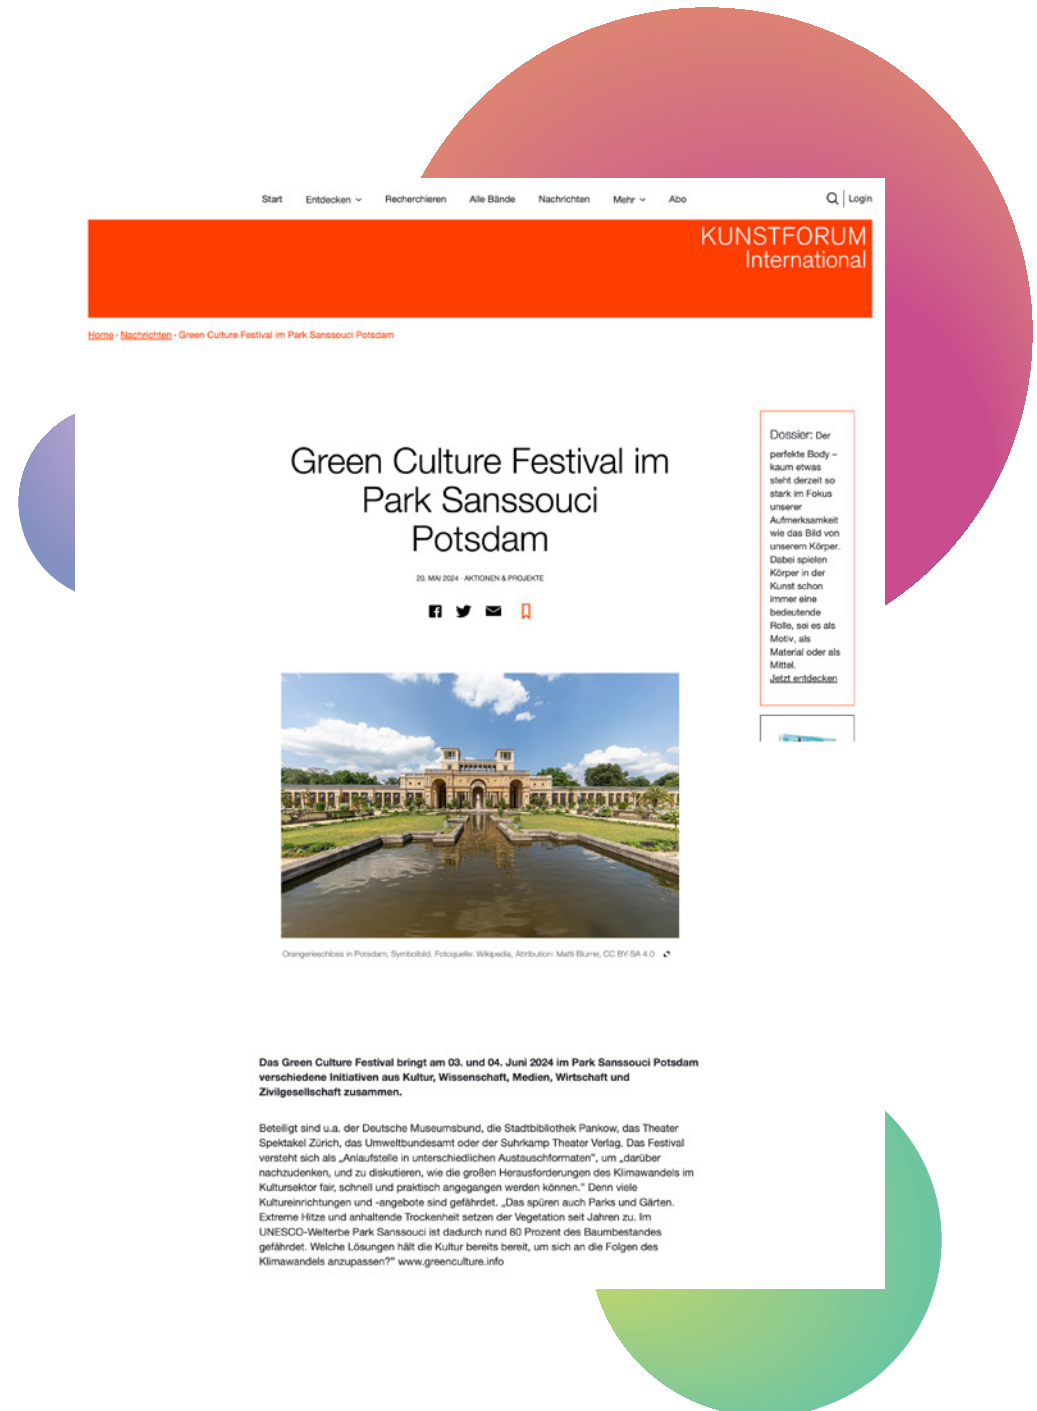 Start Entdecken Recherchieren Alle Bände Nachrichten Mehr Abo Login
KUNSTFORUM
International
Home › Nachrichten › Green Culture Festival im Park Sanssouci Potsdam
Green Culture Festival im
Park Sanssouci
Potsdam
20. MAI 2024 · AKTIONEN & PROJEKTE
Dossier: Der
perfekte Body –
kaum etwas
steht derzeit so
stark im Fokus
unserer
Aufmerksamkeit
wie das Bild von
unserem Körper.
Dabei spielen
Körper in der
Kunst schon
immer eine
bedeutende
Rolle, sei es als
Motiv, als
Material oder als
Mittel.
Jetzt entdecken
Orangerieschloss in Potsdam, Symbolbild. Fotoquelle: Wikipedia, Attribution: Matti Blume, CC BY-SA 4.0
Das Green Culture Festival bringt am 03. und 04. Juni 2024 im Park Sanssouci Potsdam
verschiedene Initiativen aus Kultur, Wissenschaft, Medien, Wirtschaft und
Zivilgesellschaft zusammen.
Beteiligt sind u.a. der Deutsche Museumsbund, die Stadtbibliothek Pankow, das Theater
Spektakel Zürich, das Umweltbundesamt oder der Suhrkamp Theater Verlag. Das Festival
versteht sich als „Anlaufstelle in unterschiedlichen Austauschformaten“, um „darüber
nachzudenken, und zu diskutieren, wie die großen Herausforderungen des Klimawandels im
Kultursektor fair, schnell und praktisch angegangen werden können.“ Denn viele
Kultureinrichtungen und -angebote sind gefährdet. „Das spüren auch Parks und Gärten.
Extreme Hitze und anhaltende Trockenheit setzen der Vegetation seit Jahren zu. Im
UNESCO-Welterbe Park Sanssouci ist dadurch rund 80 Prozent des Baumbestandes
gefährdet. Welche Lösungen hält die Kultur bereits bereit, um sich an die Folgen des
Klimawandels anzupassen?“ www.greenculture.info